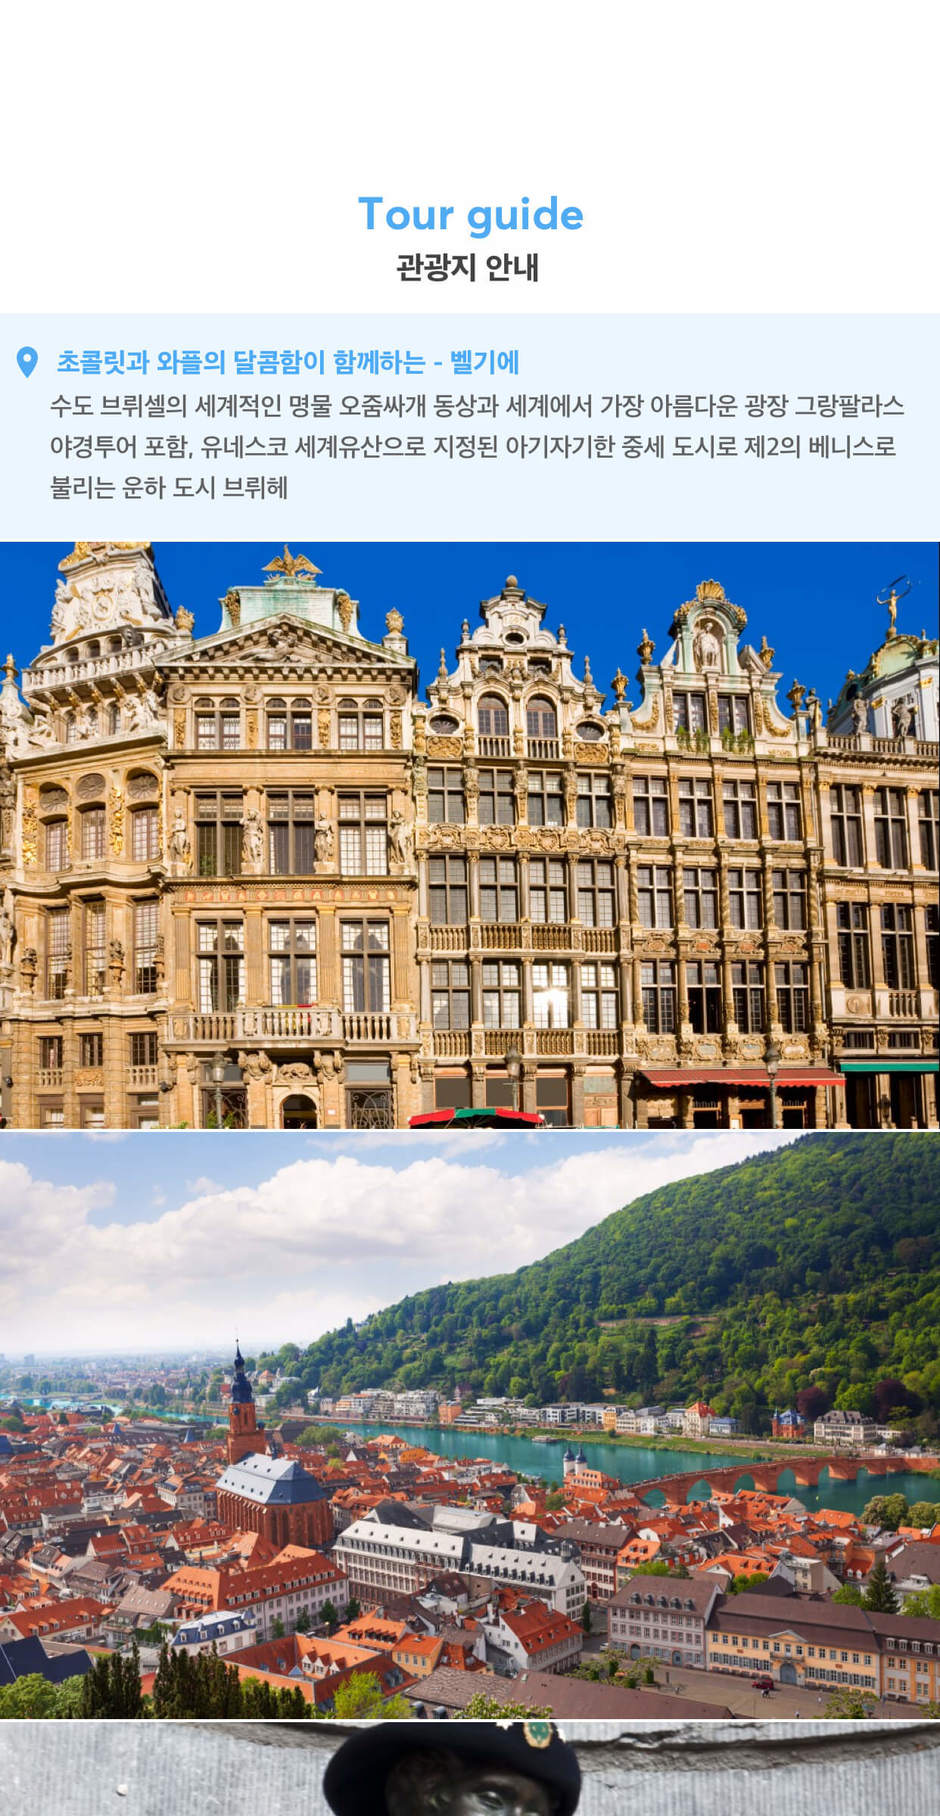 Tour guide
관광지 안내
초콜릿과 와플의 달콤함이 함께하는 - 벨기에
수도 브뤼셀의 세계적인 명물 오줌싸개 동상과 세계에서 가장 아름다운 광장 그랑팔라스
야경투어 포함, 유네스코 세계유산으로 지정된 아기자기한 중세 도시로 제2의 베니스로
불리는 운하 도시 브뤼헤